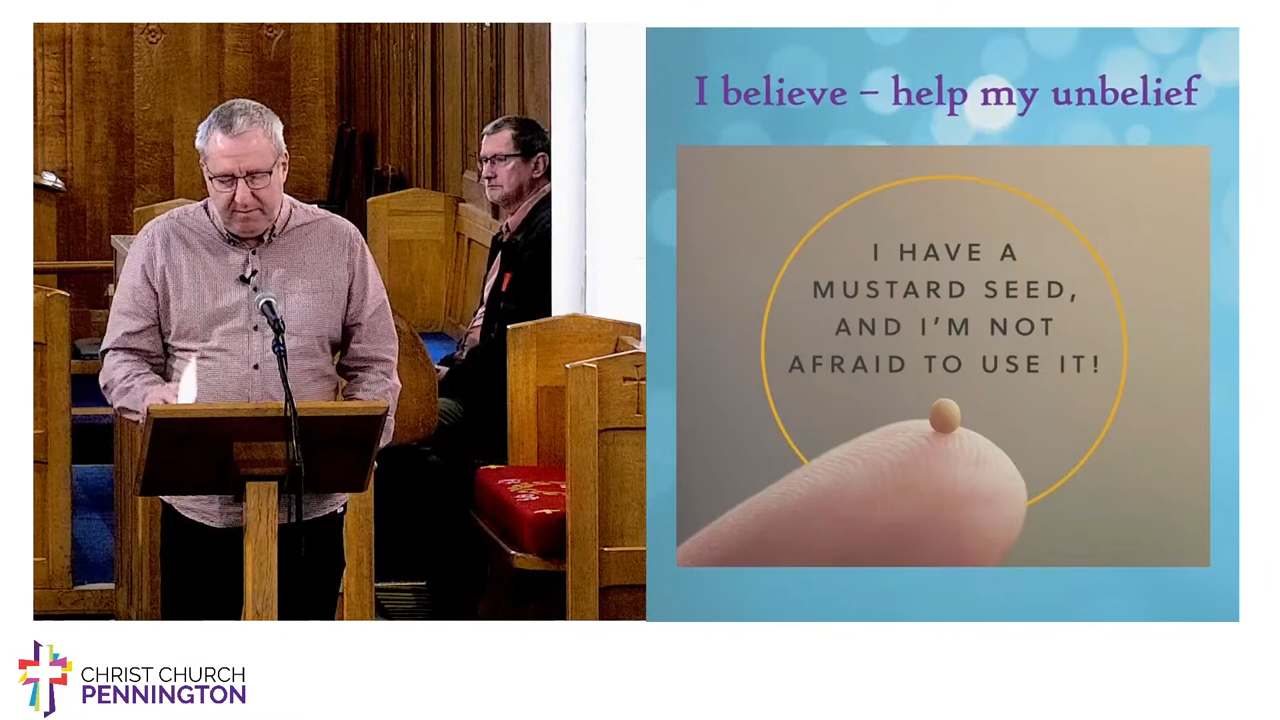 I believe – help my unbelief
I HAVE A
MUSTARD SEED,
AND I'M NOT
AFRAID TO USE IT!
CHRIST CHURCH
PENNINGTON